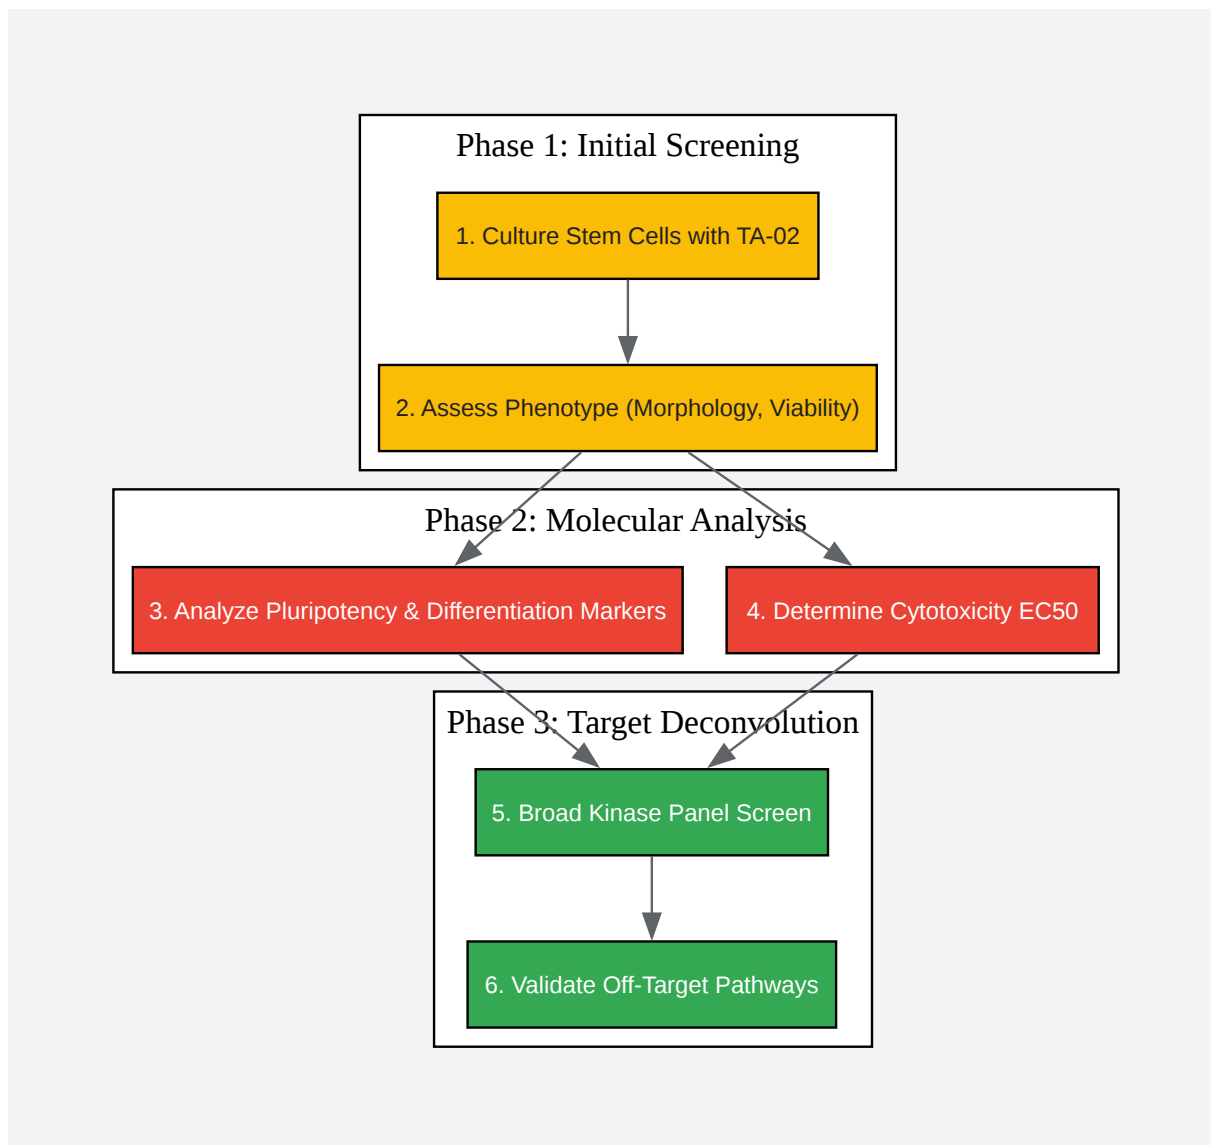 Phase 1: Initial Screening
1. Culture Stem Cells with TA-02
2. Assess Phenotype (Morphology, Viability)
Phase 2: Molecular Analysis
3. Analyze Pluripotency & Differentiation Markers
4. Determine Cytotoxicity EC50
Phase 3: Target Deconvolution
5. Broad Kinase Panel Screen
6. Validate Off-Target Pathways